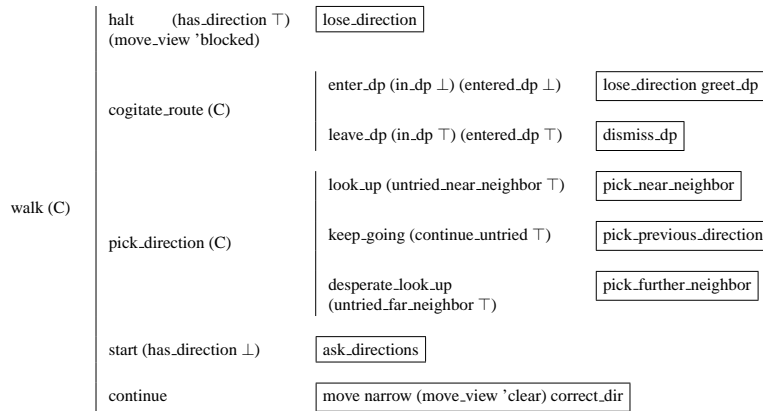 halt (has_direction ⊤) lose_direction
(move_view 'blocked)
enter_dp (in_dp ⊥) (entered_dp ⊥) lose_direction greet_dp
cogitate_route (C)
leave_dp (in_dp ⊤) (entered_dp ⊤) dismiss_dp
look_up (untried_near_neighbor ⊤) pick_near_neighbor
walk (C)
pick_direction (C)
keep_going (continue_untried ⊤) pick_previous_direction
desperate_look_up
(untried_far_neighbor ⊤)
pick_further_neighbor
start (has_direction ⊥) ask_directions
continue move narrow (move_view 'clear) correct_dir